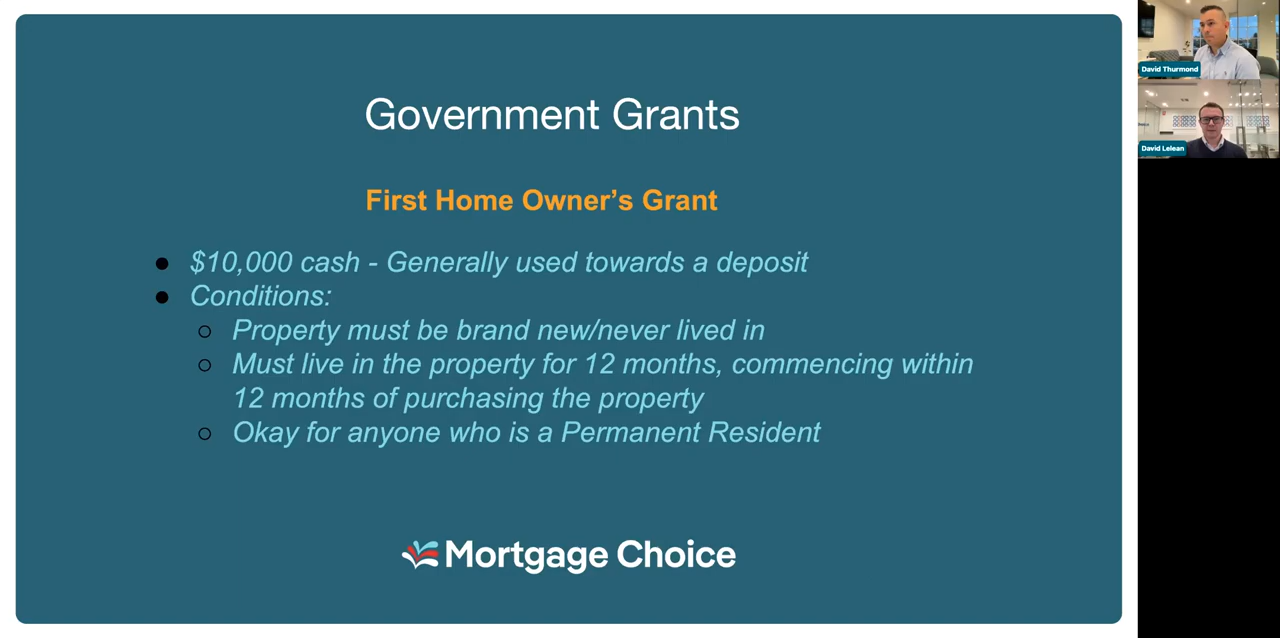 Government Grants
First Home Owner’s Grant
● $10,000 cash - Generally used towards a deposit
● Conditions:
○ Property must be brand new/never lived in
○ Must live in the property for 12 months, commencing within
12 months of purchasing the property
○ Okay for anyone who is a Permanent Resident
Mortgage Choice
David Thurmond
David Lelean